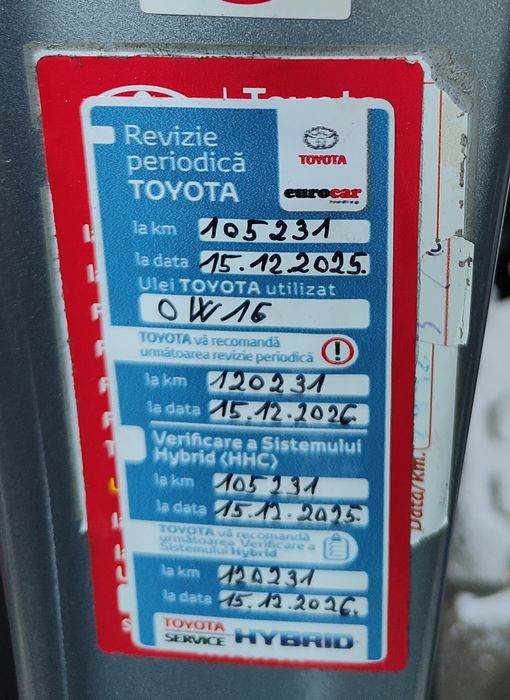 Toyota
Revizie
periodică
TOYOTA
TOYOTA
eurocar
la km 105231
la data 15.12.2025.
Ulei TOYOTA utilizat
0W16
TOYOTA vă recomandă
următoarea revizie periodică
la km 120231
la data 15.12.2026.
Verificare a Sistemului
Hybrid (HHC)
la km 105231
la data 15.12.2025.
TOYOTA vă recomandă
următoarea Verificare a
Sistemului Hybrid
la km 120231
la data 15.12.2026.
TOYOTA
SERVICE HYBRID
Data/Km.